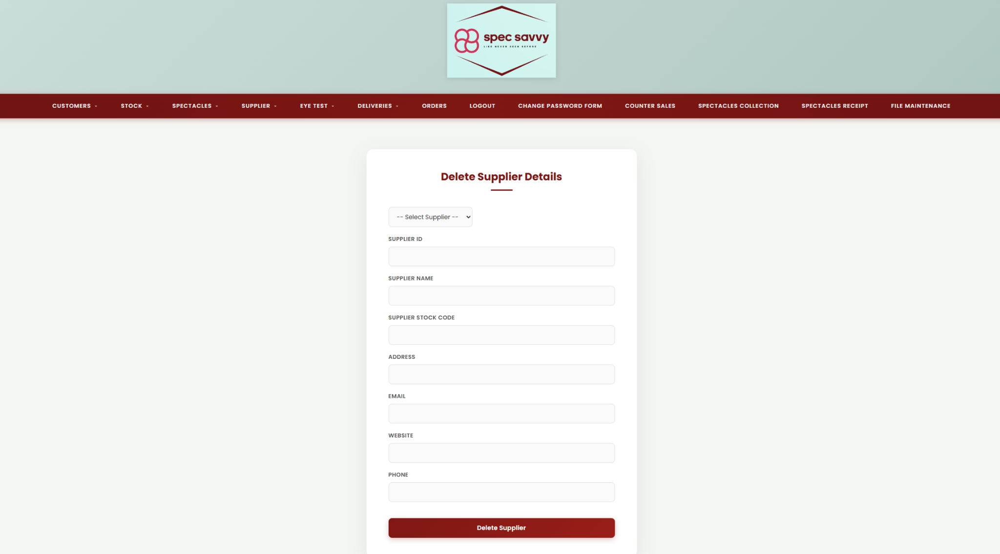 spec savvy
LIKE NEVER SEEN BEFORE
CUSTOMERS STOCK SPECTACLES SUPPLIER EYE TEST DELIVERIES ORDERS LOGOUT CHANGE PASSWORD FORM COUNTER SALES SPECTACLES COLLECTION SPECTACLES RECEIPT FILE MAINTENANCE
Delete Supplier Details
-- Select Supplier --
SUPPLIER ID
SUPPLIER NAME
SUPPLIER STOCK CODE
ADDRESS
EMAIL
WEBSITE
PHONE
Delete Supplier